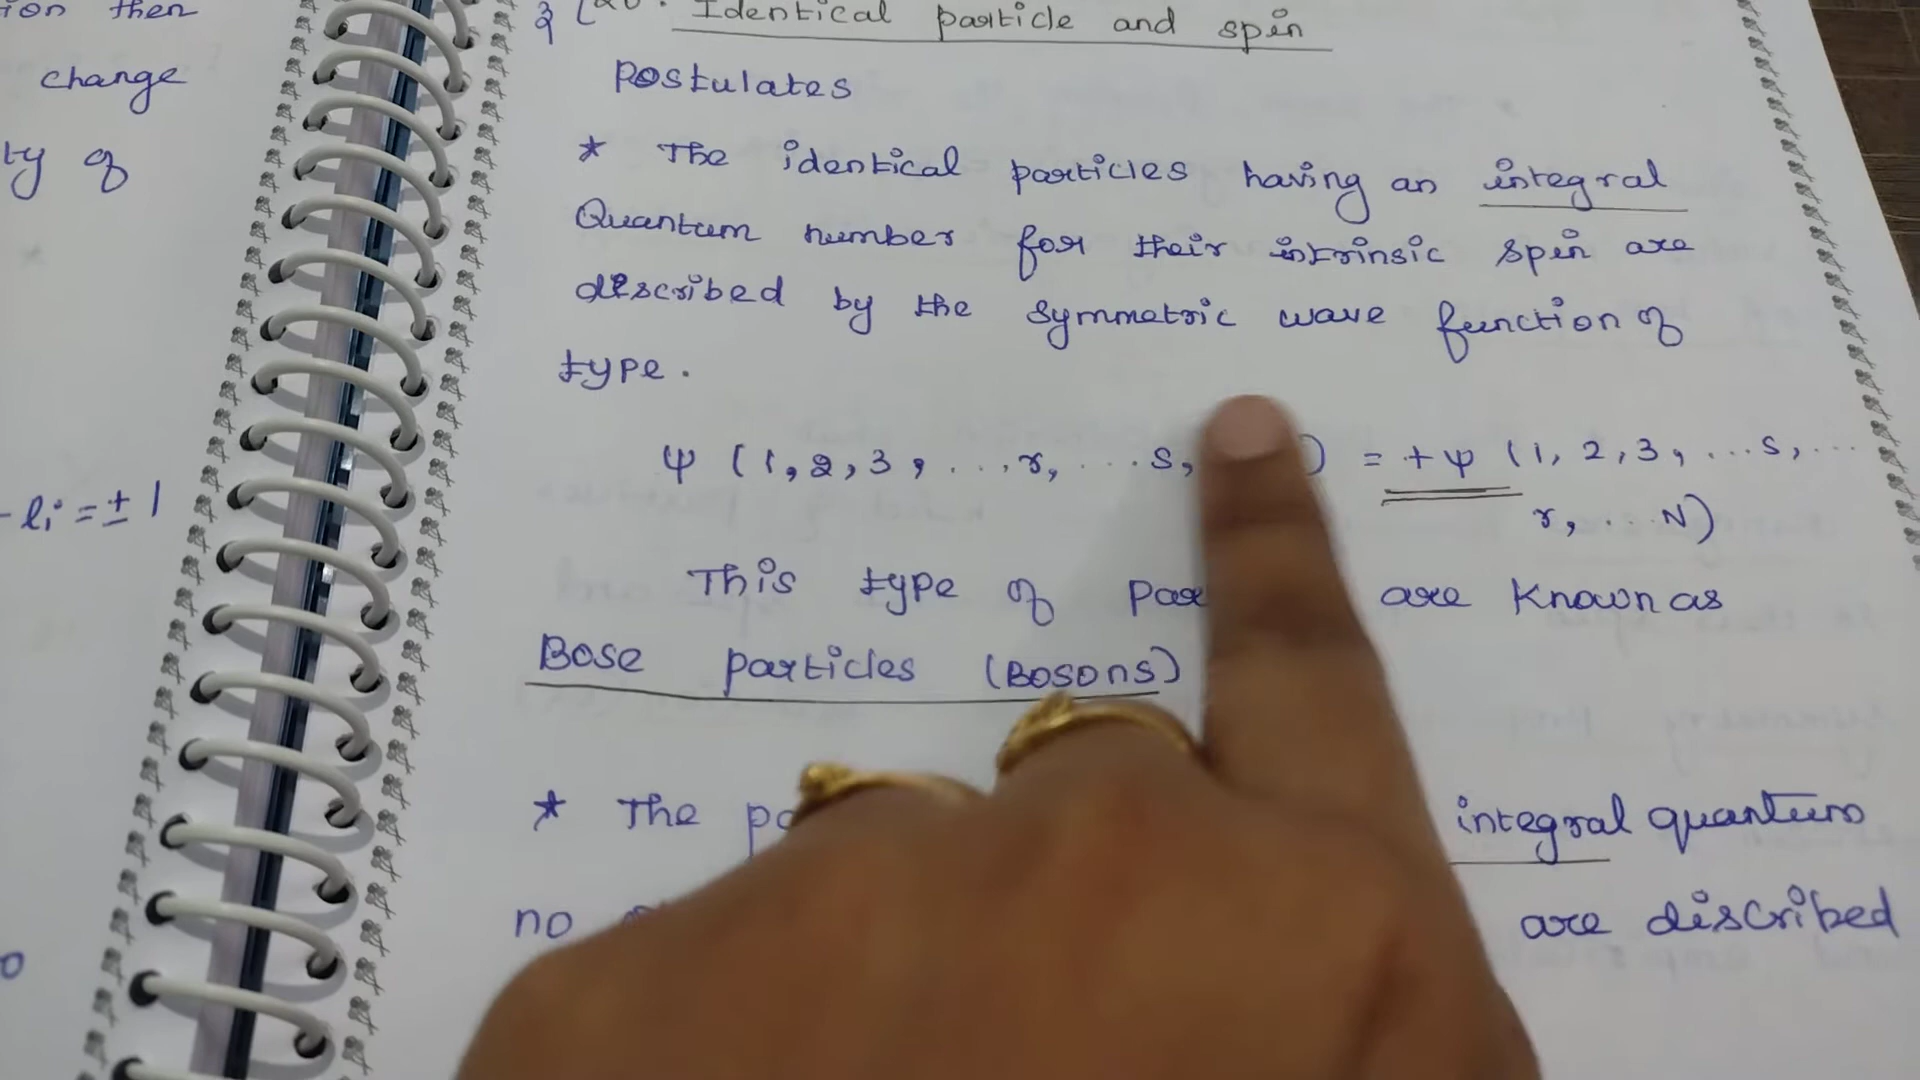 ion then
change
ty of
- li = ± 1
Identical particle and spin
Postulates
* The identical particles having an integral
Quantum number for their intrinsic spin are
described by the symmetric wave function of
type.
ψ (1, 2, 3, ... r, ... s, ) = + ψ (1, 2, 3, ... s, ...
r, ... N)
This type of are known as
Bose particles (Bosons)
* The integral quantum
no are discribed